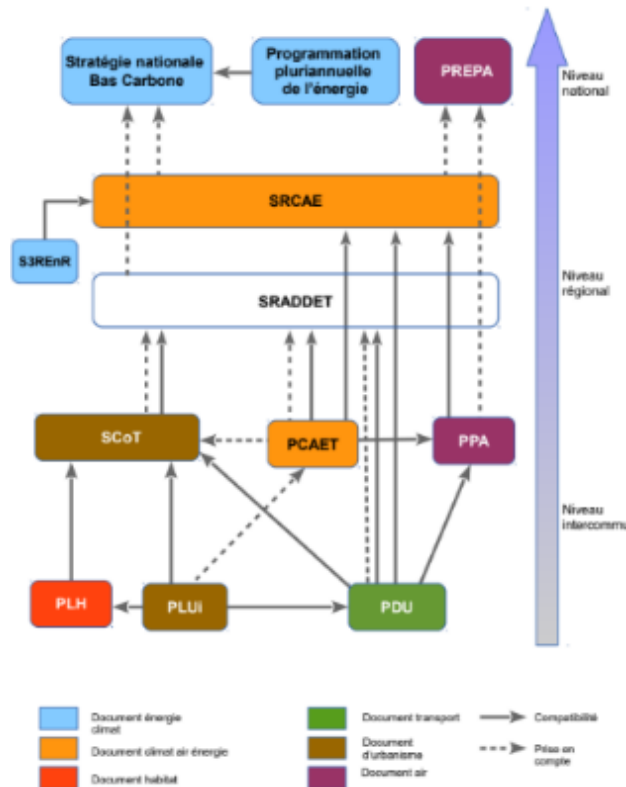 Stratégie nationale
Bas Carbone
Programmation
pluriannuelle
de l'énergie
PREPA
Niveau
national
SRCAE
S3REnR
Niveau
régional
SRADDET
SCoT
PCAET
PPA
Niveau
intercommu
PLH
PLUi
PDU
Document énergie
climat
Document transport
Compatibilité
Document climat air énergie
Document
d'urbanisme
Prise en
compte
Document habitat
Document air